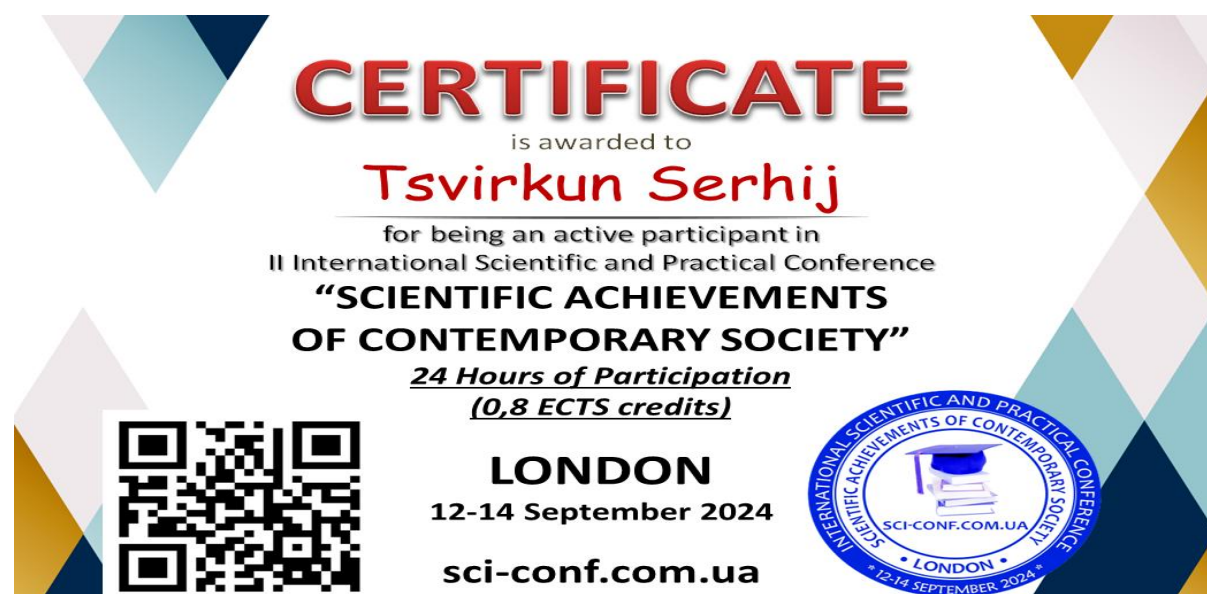 CERTIFICATE
is awarded to
Tsvirkun Serhij
for being an active participant in
II International Scientific and Practical Conference
“SCIENTIFIC ACHIEVEMENTS
OF CONTEMPORARY SOCIETY”
24 Hours of Participation
(0,8 ECTS credits)
LONDON
12-14 September 2024
sci-conf.com.ua
INTERNATIONAL SCIENTIFIC AND PRACTICAL CONFERENCE
SCIENTIFIC ACHIEVEMENTS OF CONTEMPORARY SOCIETY
SCI-CONF.COM.UA
• LONDON •
* 12-14 SEPTEMBER 2024 *